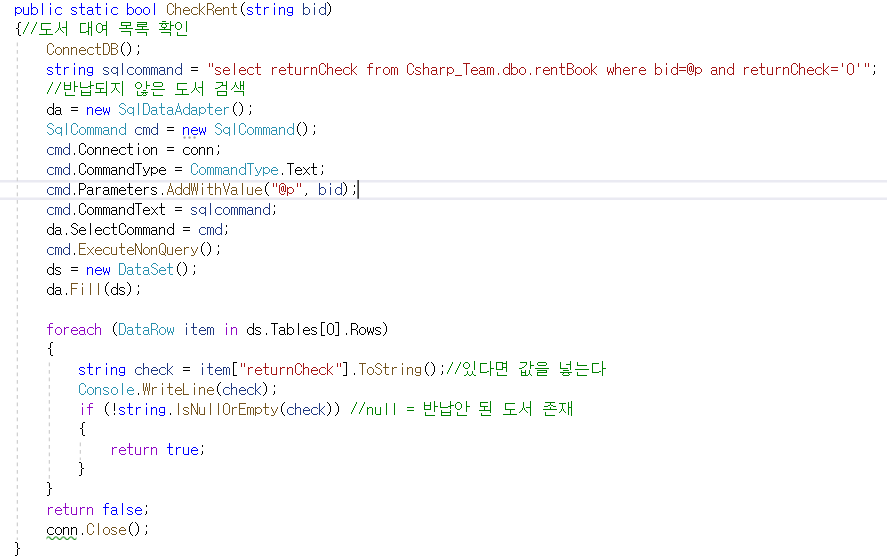 public static bool CheckRent(string bid)
{//도서 대여 목록 확인
ConnectDB();
string sqlcommand = "select returnCheck from Csharp_Team.dbo.rentBook where bid=@p and returnCheck='0'";
//반납되지 않은 도서 검색
da = new SqlDataAdapter();
SqlCommand cmd = new SqlCommand();
cmd.Connection = conn;
cmd.CommandType = CommandType.Text;
cmd.Parameters.AddWithValue("@p", bid);
cmd.CommandText = sqlcommand;
da.SelectCommand = cmd;
cmd.ExecuteNonQuery();
ds = new DataSet();
da.Fill(ds);
foreach (DataRow item in ds.Tables[0].Rows)
{
string check = item["returnCheck"].ToString();//있다면 값을 넣는다
Console.WriteLine(check);
if (!string.IsNullOrEmpty(check)) //null = 반납안 된 도서 존재
{
return true;
}
}
return false;
conn.Close();
}